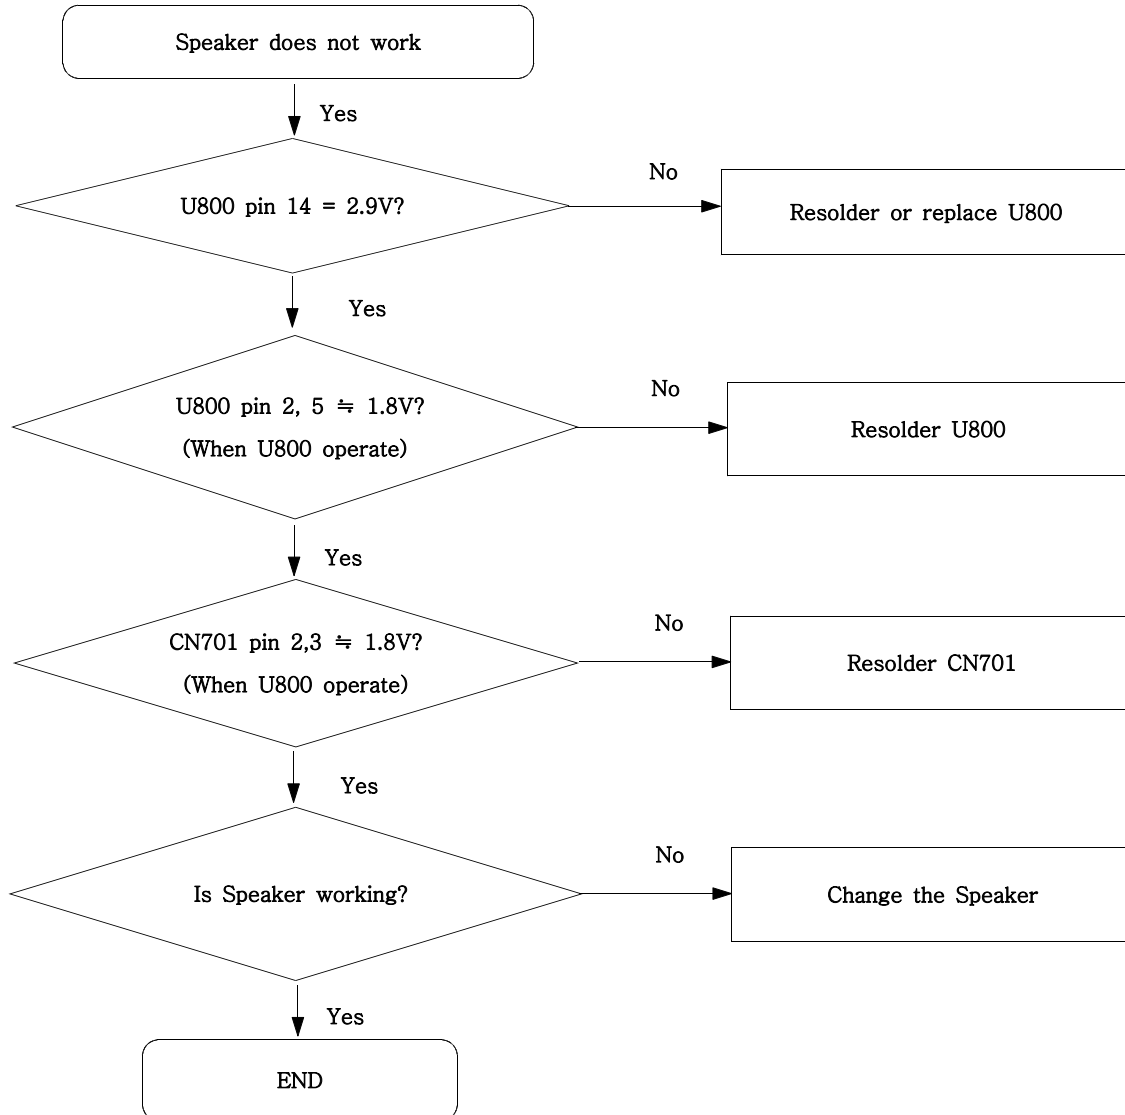 Speaker does not work
Yes
U800 pin 14 = 2.9V?
No
Resolder or replace U800
Yes
U800 pin 2, 5 ≒ 1.8V?
(When U800 operate)
No
Resolder U800
Yes
CN701 pin 2,3 ≒ 1.8V?
(When U800 operate)
No
Resolder CN701
Yes
Is Speaker working?
No
Change the Speaker
Yes
END